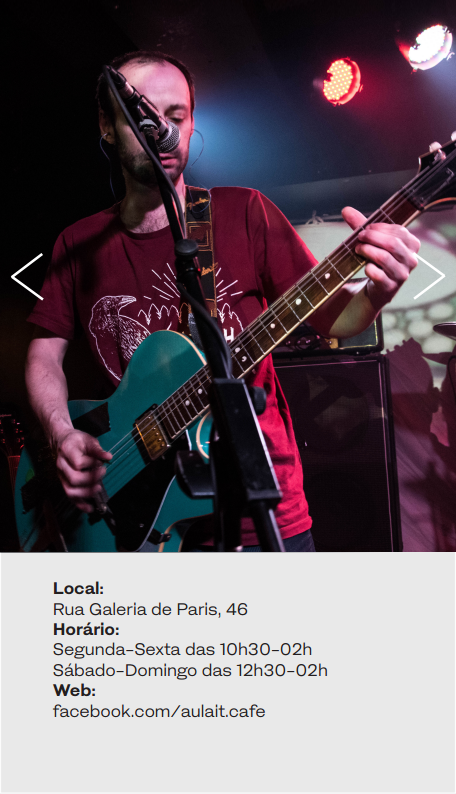 Local:
Rua Galeria de Paris, 46
Horário:
Segunda-Sexta das 10h30-02h
Sábado-Domingo das 12h30-02h
Web:
facebook.com/aulait.cafe